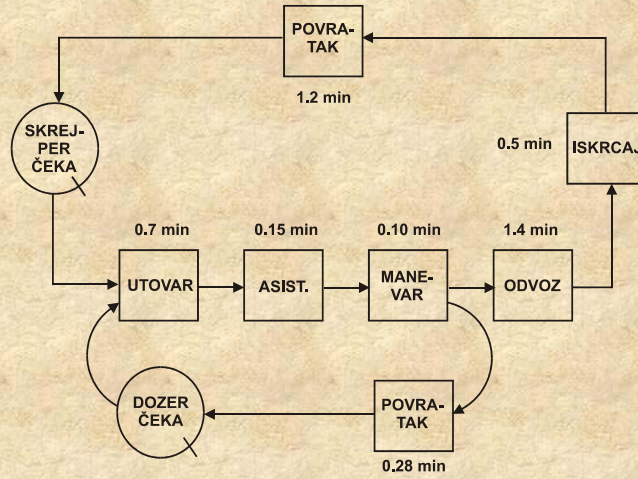 POVRA-
TAK
1.2 min
SKREJ-
PER
ČEKA
0.5 min
ISKRCAJ
0.7 min
0.15 min
0.10 min
1.4 min
UTOVAR
ASIST.
MANE-
VAR
ODVOZ
DOZER
ČEKA
POVRA-
TAK
0.28 min